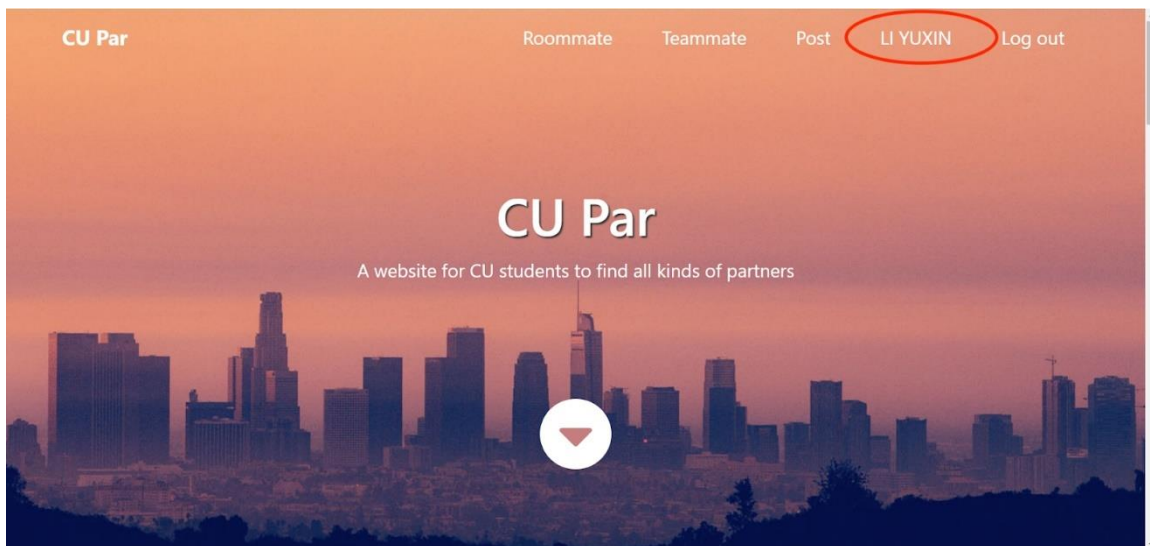 CU Par Roommate Teammate Post LI YUXIN Log out
CU Par
A website for CU students to find all kinds of partners